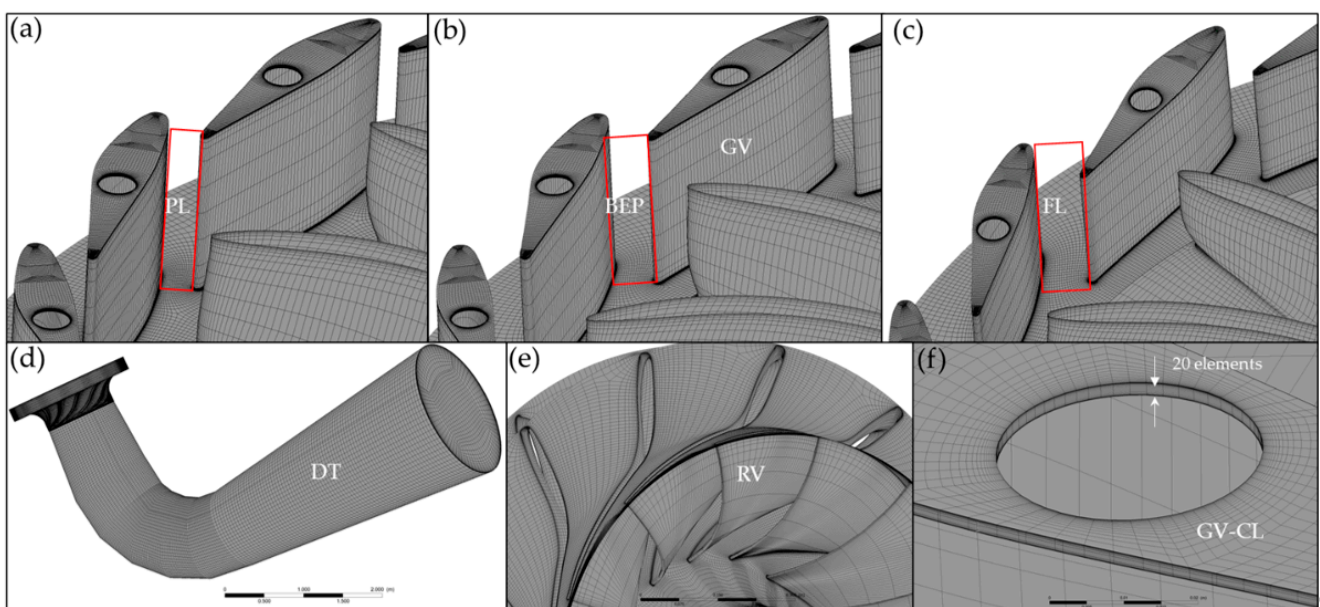 (a)
(b)
(c)
PL
BEP
GV
FL
(d)
(e)
(f)
DT
RV
20 elements
GV-CL
0 1.000 2.000 (m)
0.500 1.500